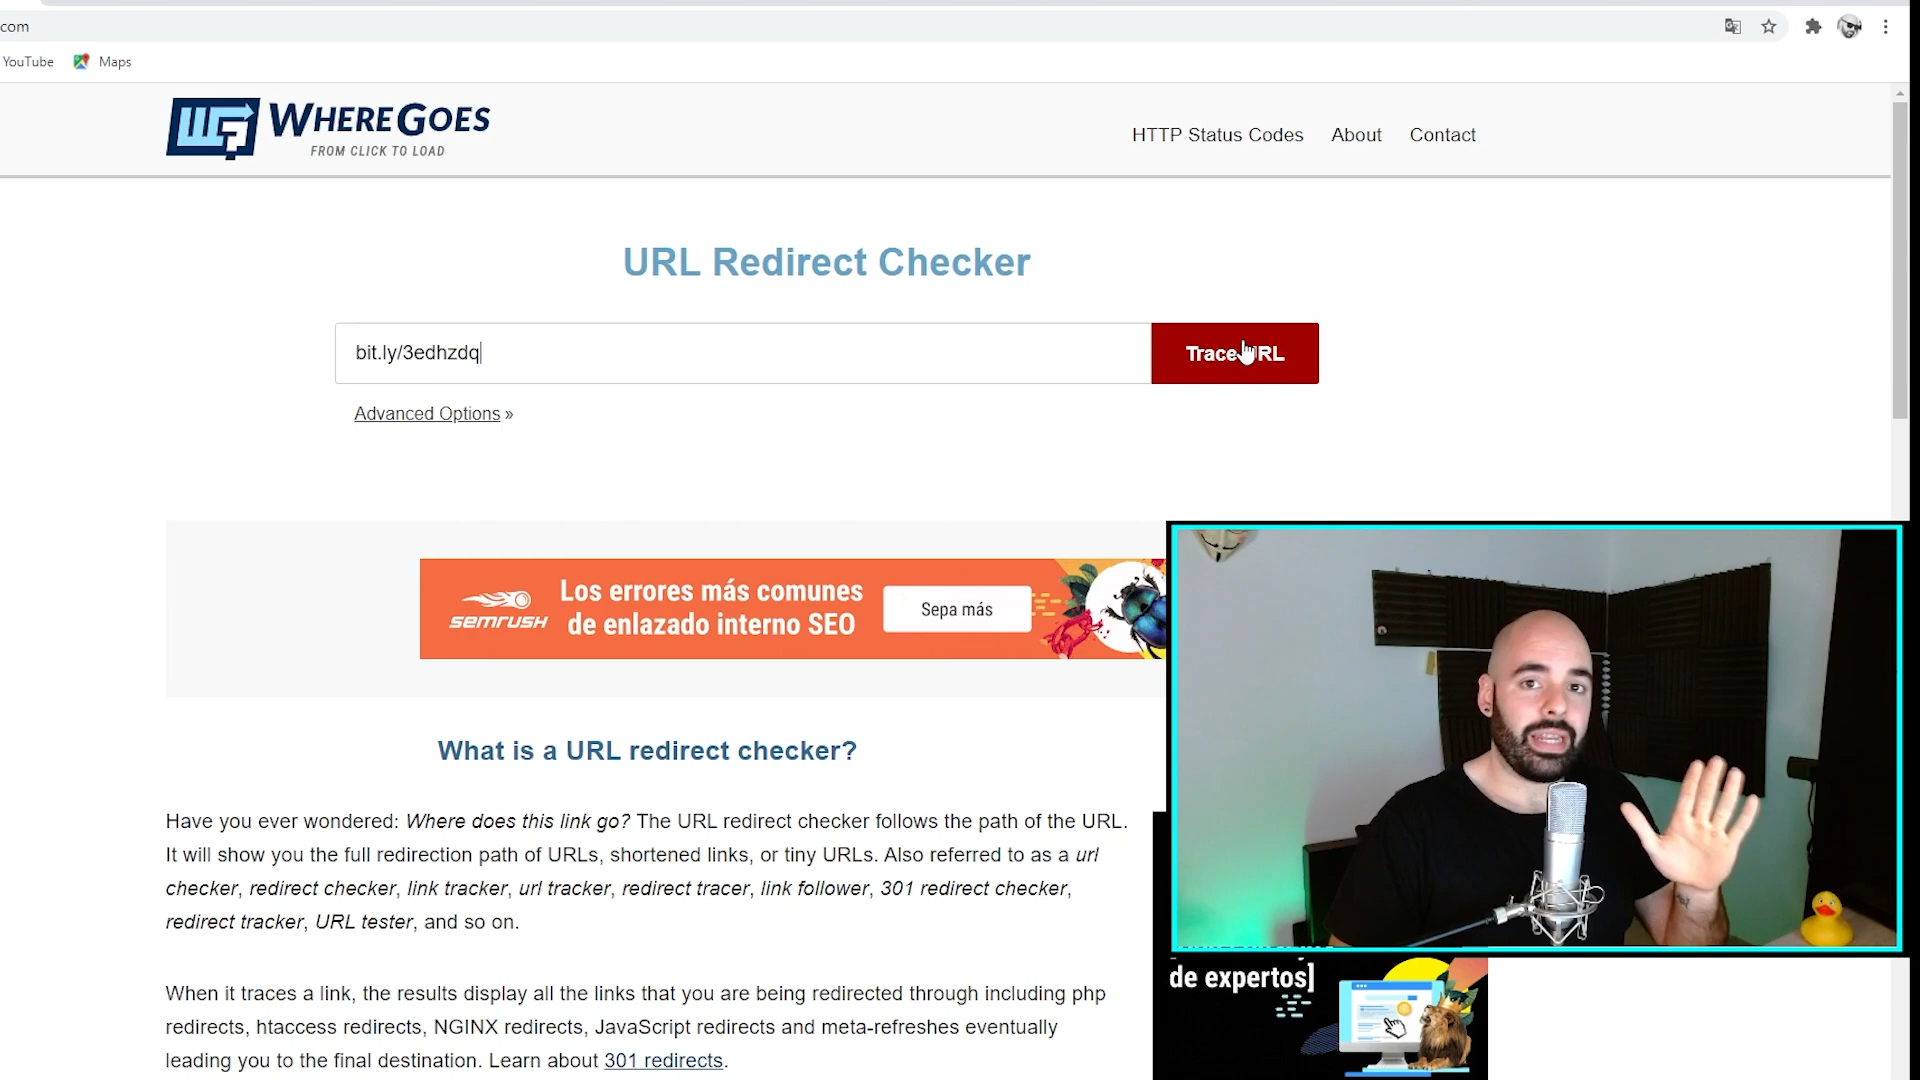 com
YouTube
Maps
WHEREGOES
FROM CLICK TO LOAD
HTTP Status Codes
About
Contact
URL Redirect Checker
bit.ly/3edhzdq
Trace URL
Advanced Options »
SEMRUSH
Los errores más comunes
de enlazado interno SEO
Sepa más
What is a URL redirect checker?
Have you ever wondered: Where does this link go? The URL redirect checker follows the path of the URL.
It will show you the full redirection path of URLs, shortened links, or tiny URLs. Also referred to as a url
checker, redirect checker, link tracker, url tracker, redirect tracer, link follower, 301 redirect checker,
redirect tracker, URL tester, and so on.
de expertos]
When it traces a link, the results display all the links that you are being redirected through including php
redirects, htaccess redirects, NGINX redirects, JavaScript redirects and meta-refreshes eventually
leading you to the final destination. Learn about 301 redirects.